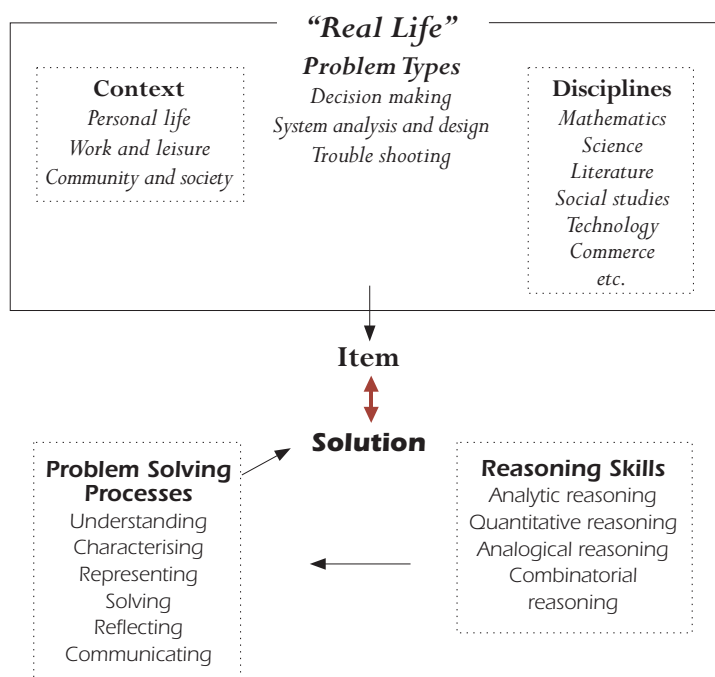 “Real Life”
Problem Types
Decision making
System analysis and design
Trouble shooting
Context
Personal life
Work and leisure
Community and society
Disciplines
Mathematics
Science
Literature
Social studies
Technology
Commerce
etc.
Item
Solution
Problem Solving
Processes
Understanding
Characterising
Representing
Solving
Reflecting
Communicating
Reasoning Skills
Analytic reasoning
Quantitative reasoning
Analogical reasoning
Combinatorial
reasoning